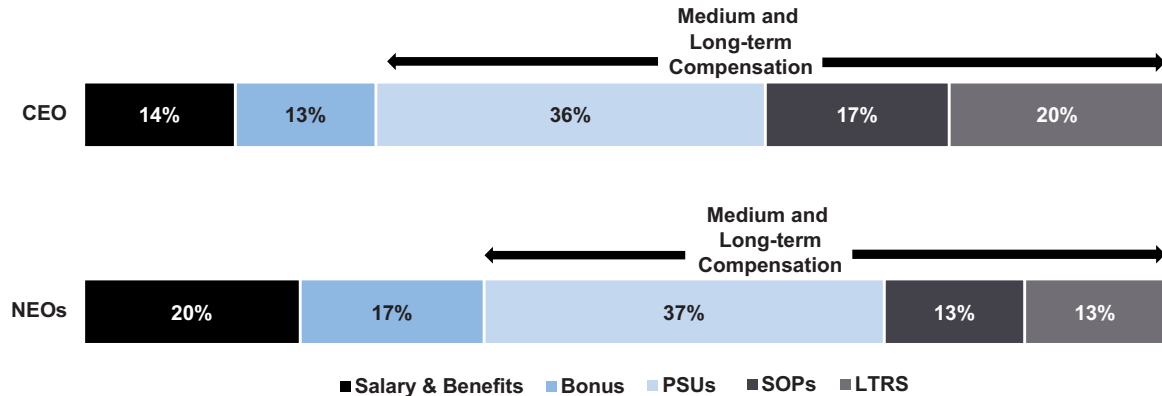 Medium and
Long-term
Compensation
CEO 14% 13% 36% 17% 20%
Medium and
Long-term
Compensation
NEOs 20% 17% 37% 13% 13%
Salary & Benefits Bonus PSUs SOPs LTRS